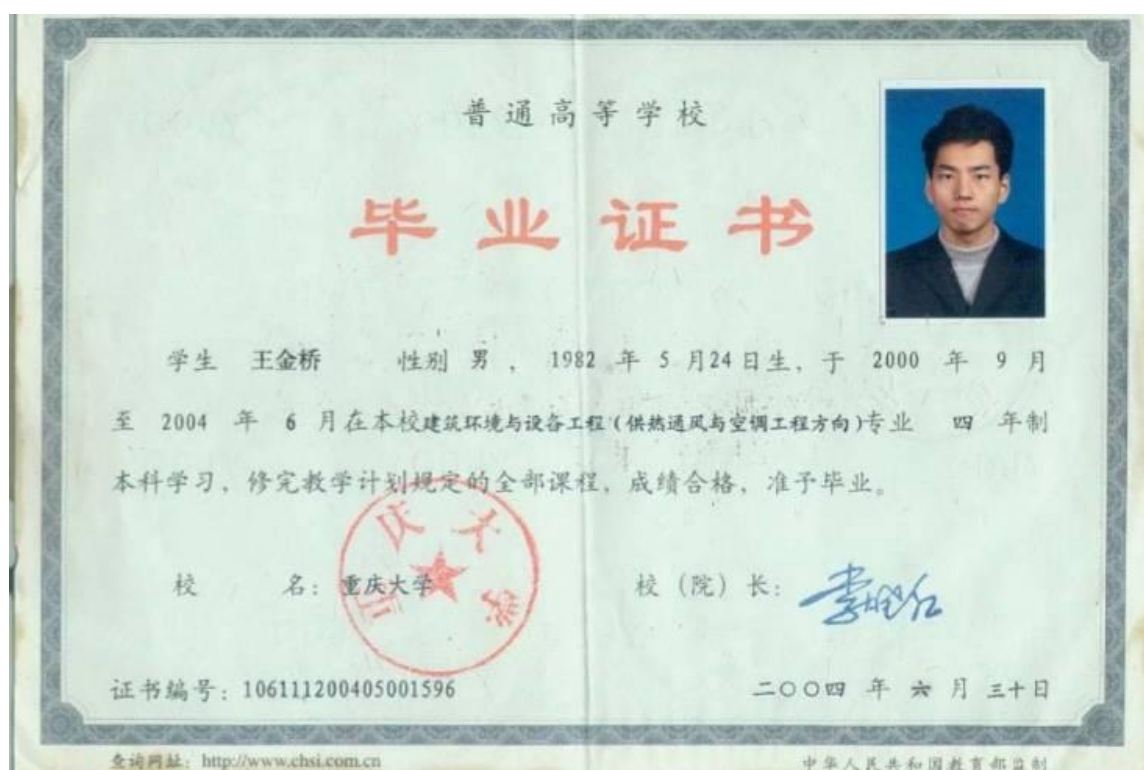 普通高等学校
毕业证书
学生 王金桥 性别 男 ， 1982 年 5 月24日生，于 2000 年 9 月
至 2004 年 6 月在本校建筑环境与设备工程(供热通风与空调工程方向)专业 四 年制
本科学习，修完教学计划规定的全部课程，成绩合格，准予毕业。
校 名：重庆大学
重庆大学
校（院）长：
证书编号：106111200405001596
二〇〇四 年 六 月 三十日
查询网址：http://www.chsi.com.cn
中华人民共和国教育部监制